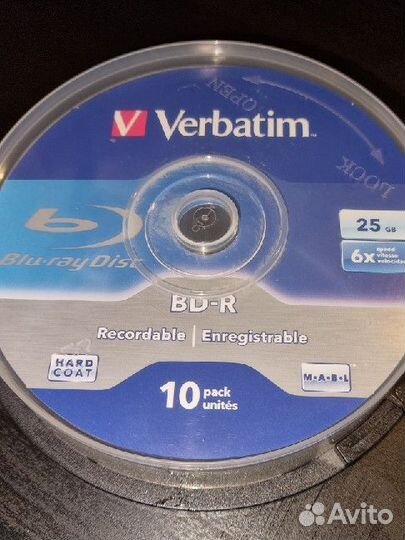 OPEN
LOCK
Verbatim
Blu-ray Disc
25 GB
6x speed
vitesse
velocidad
BD-R
Recordable | Enregistrable
HARD
COAT
M·A·B·L
10 pack
unités
Avito